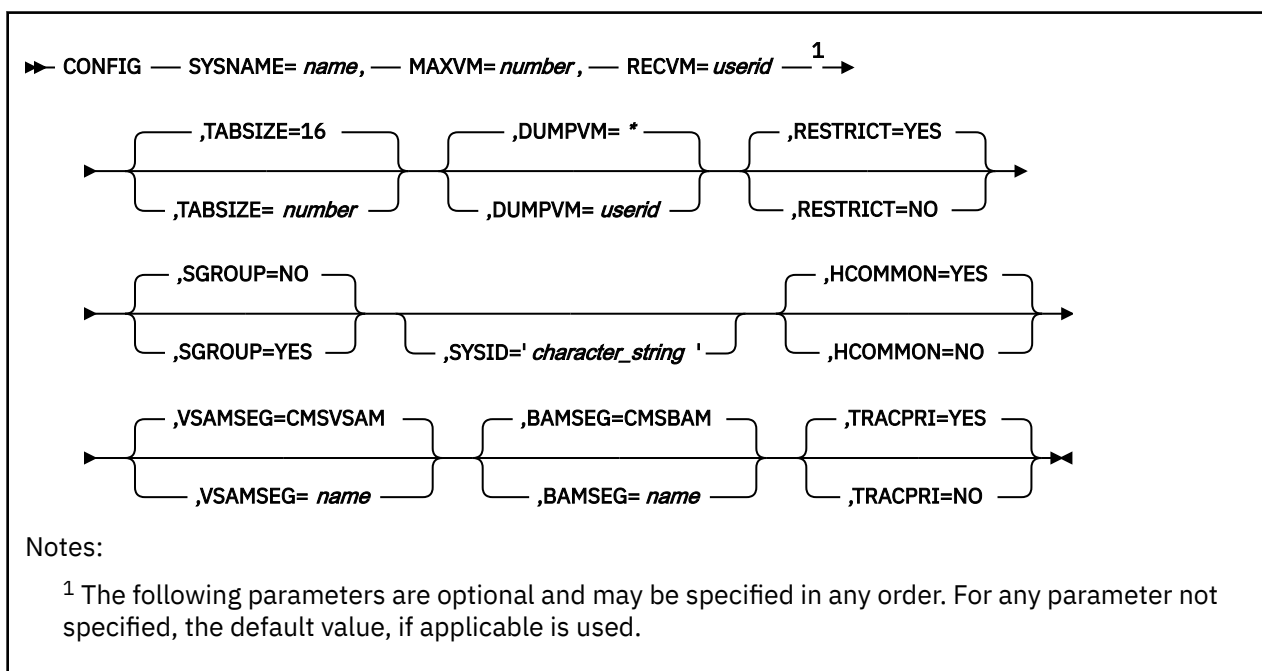 CONFIG SYSNAME= name, MAXVM= number, RECVM= userid 1
,TABSIZE=16 ,DUMPVM= * ,RESTRICT=YES
,TABSIZE= number ,DUMPVM= userid ,RESTRICT=NO
,SGROUP=NO ,HCOMMON=YES
,SGROUP=YES ,SYSID=' character_string ' ,HCOMMON=NO
,VSAMSEG=CMSVSAM ,BAMSEG=CMSBAM ,TRACPRI=YES
,VSAMSEG= name ,BAMSEG= name ,TRACPRI=NO
Notes:
1 The following parameters are optional and may be specified in any order. For any parameter not
specified, the default value, if applicable is used.